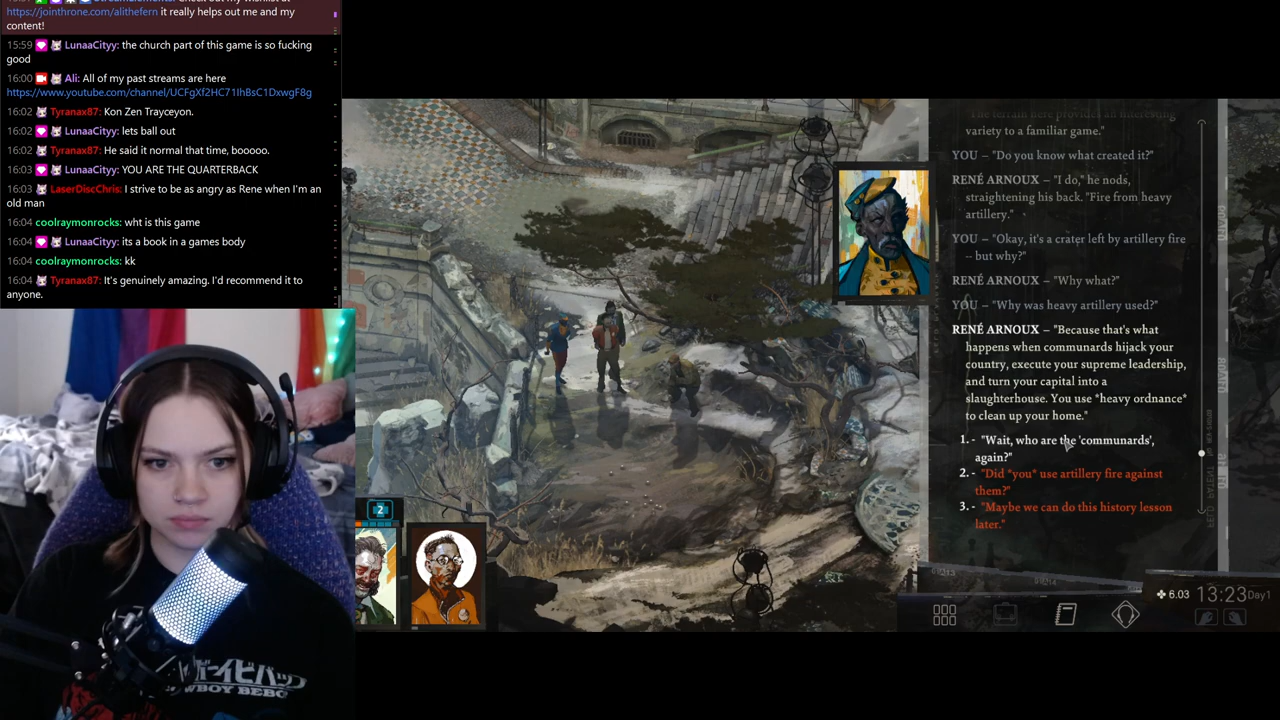 https://jointhrone.com/alithefern it really helps out me and my
content!
15:59 LunaaCityy: the church part of this game is so fucking
good
16:00 Ali: All of my past streams are here
https://www.youtube.com/channel/UCFgXf2HC71IhBsC1DxwgF8g
16:02 Tyranax87: Kon Zen Trayceyon.
16:02 LunaaCityy: lets ball out
16:02 Tyranax87: He said it normal that time, booooo.
16:03 LunaaCityy: YOU ARE THE QUARTERBACK
16:03 LaserDiscChris: I strive to be as angry as Rene when I'm an
old man
16:04 coolraymonrocks: wht is this game
16:04 LunaaCityy: its a book in a games body
16:04 coolraymonrocks: kk
16:04 Tyranax87: It's genuinely amazing. I'd recommend it to
anyone.
"The terrain here provides an interesting
variety to a familiar game."
YOU – "Do you know what created it?"
RENÉ ARNOUX – "I do," he nods,
straightening his back. "Fire from heavy
artillery."
YOU – "Okay, it's a crater left by artillery fire
-- but why?"
RENÉ ARNOUX – "Why what?"
YOU – "Why was heavy artillery used?"
RENÉ ARNOUX – "Because that's what
happens when communards hijack your
country, execute your supreme leadership,
and turn your capital into a
slaughterhouse. You use *heavy ordnance*
to clean up your home."
1. - "Wait, who are the 'communards',
again?"
2. - "Did *you* use artillery fire against
them?"
3. - "Maybe we can do this history lesson
later."
2
6.03 13:23 Day1